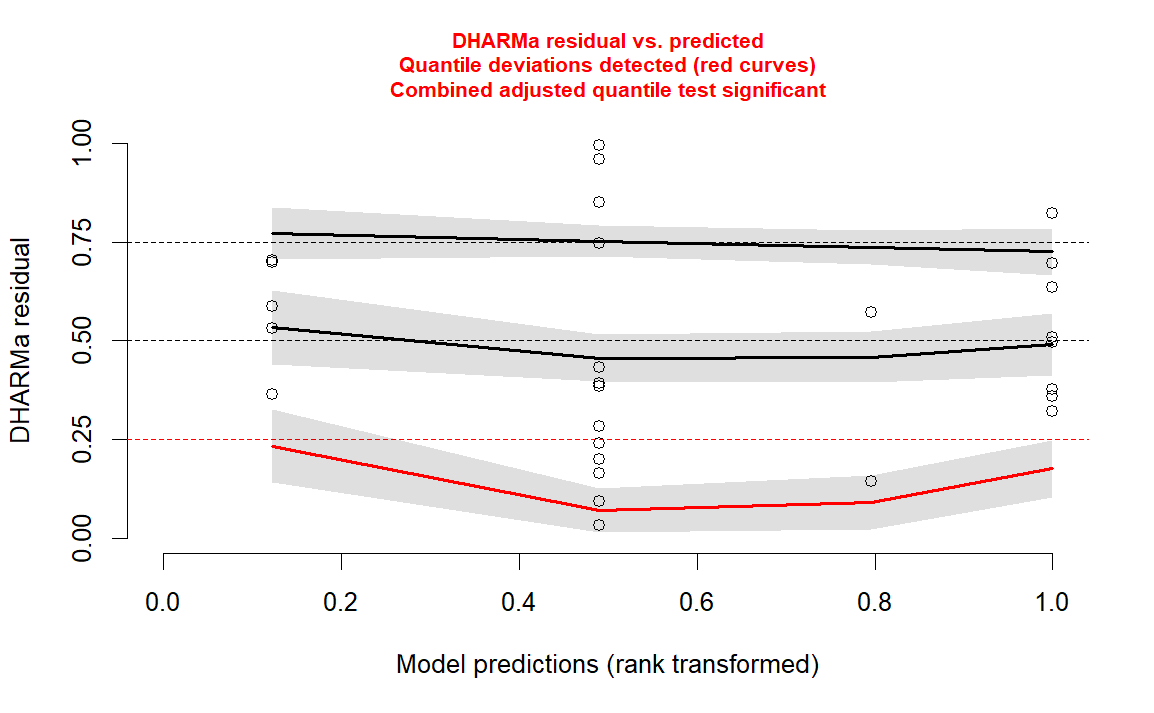 DHARMa residual vs. predicted
Quantile deviations detected (red curves)
Combined adjusted quantile test significant
1.00
0.75
0.50
0.25
0.00
DHARMa residual
0.0 0.2 0.4 0.6 0.8 1.0
Model predictions (rank transformed)